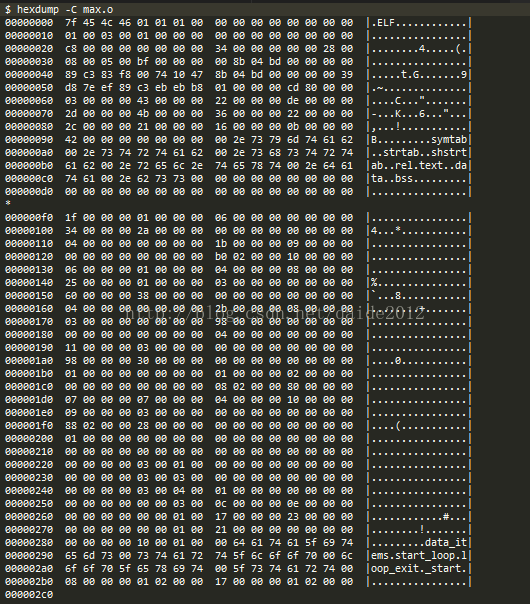 $ hexdump -C max.o
00000000  7f 45 4c 46 01 01 01 00  00 00 00 00 00 00 00 00  |.ELF............|
00000010  01 00 03 00 01 00 00 00  00 00 00 00 00 00 00 00  |................|
00000020  c8 00 00 00 00 00 00 00  34 00 00 00 00 00 28 00  |........4.....(.|
00000030  08 00 05 00 bf 00 00 00  00 8b 04 bd 00 00 00 00  |................|
00000040  89 c3 83 f8 00 74 10 47  8b 04 bd 00 00 00 00 39  |.....t.G.......9|
00000050  d8 7e ef 89 c3 eb eb b8  01 00 00 00 cd 80 00 00  |.~..............|
00000060  03 00 00 00 43 00 00 00  22 00 00 00 de 00 00 00  |....C...".......|
00000070  2d 00 00 00 4b 00 00 00  36 00 00 00 22 00 00 00  |-...K...6..."...|
00000080  2c 00 00 00 21 00 00 00  16 00 00 00 0b 00 00 00  |,...!...........|
00000090  42 00 00 00 00 00 00 00  00 2e 73 79 6d 74 61 62  |B.........symtab|
000000a0  00 2e 73 74 72 74 61 62  00 2e 73 68 73 74 72 74  |..strtab..shstrt|
000000b0  61 62 00 2e 72 65 6c 2e  74 65 78 74 00 2e 64 61  |ab..rel.text..da|
000000c0  74 61 00 2e 62 73 73 00  00 00 00 00 00 00 00 00  |ta..bss.........|
000000d0  00 00 00 00 00 00 00 00  00 00 00 00 00 00 00 00  |................|
*
000000f0  1f 00 00 00 01 00 00 00  06 00 00 00 00 00 00 00  |................|
00000100  34 00 00 00 2a 00 00 00  00 00 00 00 00 00 00 00  |4...*...........|
00000110  04 00 00 00 00 00 00 00  1b 00 00 00 09 00 00 00  |................|
00000120  00 00 00 00 00 00 00 00  b0 02 00 00 10 00 00 00  |................|
00000130  06 00 00 00 01 00 00 00  04 00 00 00 08 00 00 00  |................|
00000140  25 00 00 00 01 00 00 00  03 00 00 00 00 00 00 00  |%...............|
00000150  60 00 00 00 38 00 00 00  00 00 00 00 00 00 00 00  |`...8...........|
http://blog.csdn.net/daide2012
00000160  04 00 00 00 00 00 00 00  2b 00 00 00 08 00 00 00  |........+.......|
00000170  03 00 00 00 00 00 00 00  98 00 00 00 00 00 00 00  |................|
00000180  00 00 00 00 00 00 00 00  04 00 00 00 00 00 00 00  |................|
00000190  11 00 00 00 03 00 00 00  00 00 00 00 00 00 00 00  |................|
000001a0  98 00 00 00 30 00 00 00  00 00 00 00 00 00 00 00  |....0...........|
000001b0  01 00 00 00 00 00 00 00  01 00 00 00 02 00 00 00  |................|
000001c0  00 00 00 00 00 00 00 00  08 02 00 00 80 00 00 00  |................|
000001d0  07 00 00 00 07 00 00 00  04 00 00 00 10 00 00 00  |................|
000001e0  09 00 00 00 03 00 00 00  00 00 00 00 00 00 00 00  |................|
000001f0  88 02 00 00 28 00 00 00  00 00 00 00 00 00 00 00  |....(...........|
00000200  01 00 00 00 00 00 00 00  00 00 00 00 00 00 00 00  |................|
00000210  00 00 00 00 00 00 00 00  00 00 00 00 00 00 00 00  |................|
00000220  00 00 00 00 03 00 01 00  00 00 00 00 00 00 00 00  |................|
00000230  00 00 00 00 03 00 03 00  00 00 00 00 00 00 00 00  |................|
00000240  00 00 00 00 03 00 04 00  01 00 00 00 00 00 00 00  |................|
00000250  00 00 00 00 00 00 03 00  0c 00 00 00 0e 00 00 00  |................|
00000260  00 00 00 00 00 00 01 00  17 00 00 00 23 00 00 00  |............#...|
00000270  00 00 00 00 00 00 01 00  21 00 00 00 00 00 00 00  |........!.......|
00000280  00 00 00 00 10 00 01 00  00 64 61 74 61 5f 69 74  |.........data_it|
00000290  65 6d 73 00 73 74 61 72  74 5f 6c 6f 6f 70 00 6c  |ems.start_loop.l|
000002a0  6f 6f 70 5f 65 78 69 74  00 5f 73 74 61 72 74 00  |oop_exit._start.|
000002b0  08 00 00 00 01 02 00 00  17 00 00 00 01 02 00 00  |................|
000002c0